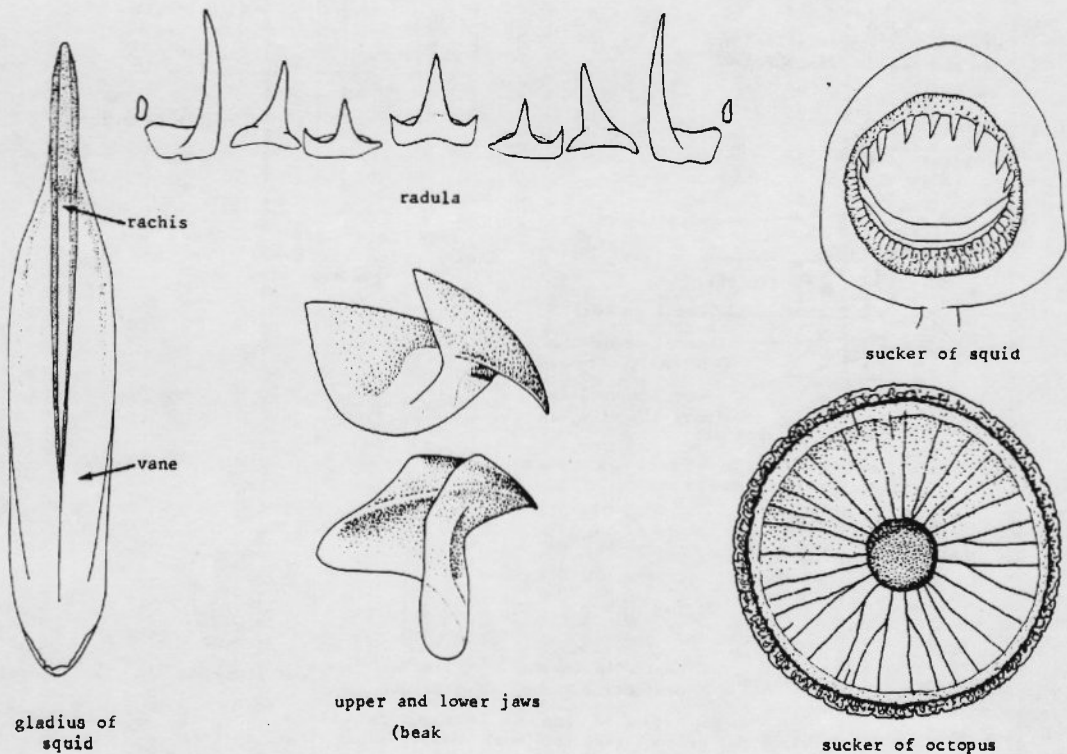 radula
rachis
sucker of squid
vane
upper and lower jaws
(beak
gladius of
squid
sucker of octopus